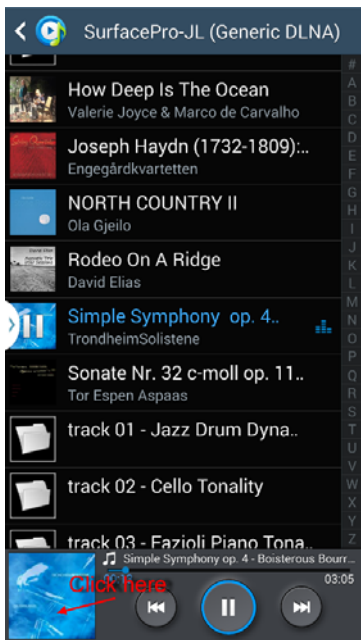 SurfacePro-JL (Generic DLNA)
How Deep Is The Ocean
Valerie Joyce & Marco de Carvalho
Joseph Haydn (1732-1809):..
Engegårdkvartetten
NORTH COUNTRY II
Ola Gjeilo
Rodeo On A Ridge
David Elias
Simple Symphony op. 4..
TrondheimSolistene
Sonate Nr. 32 c-moll op. 11..
Tor Espen Aspaas
track 01 - Jazz Drum Dyna..
track 02 - Cello Tonality
track 03 - Fazioli Piano Tona..
#
A
B
C
D
E
F
G
H
I
J
K
L
M
N
O
P
Q
R
S
T
U
V
W
X
Y
Z
Simple Symphony op. 4 - Boisterous Bourr...
03:05
Click here